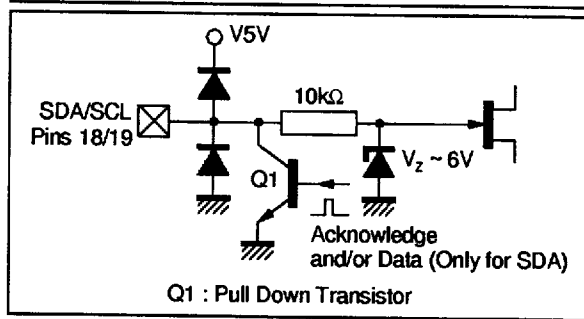 V5V
10kΩ
SDA/SCL
Pins 18/19
Q1
Vz ~ 6V
Acknowledge
and/or Data (Only for SDA)
Q1 : Pull Down Transistor